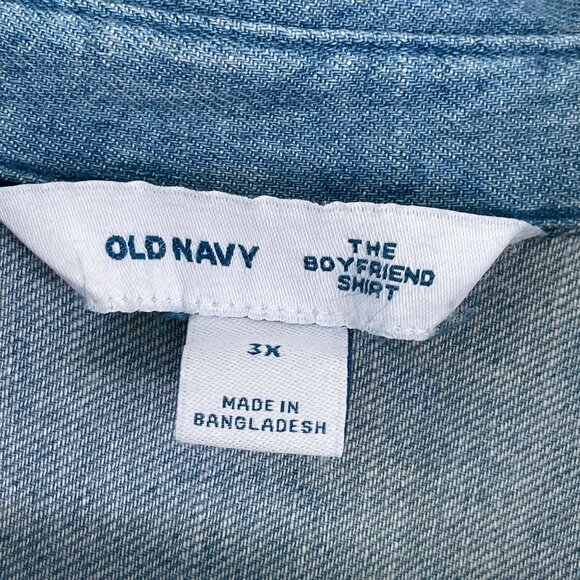 OLD NAVY
THE
BOYFRIEND
SHIRT
3X
MADE IN
BANGLADESH